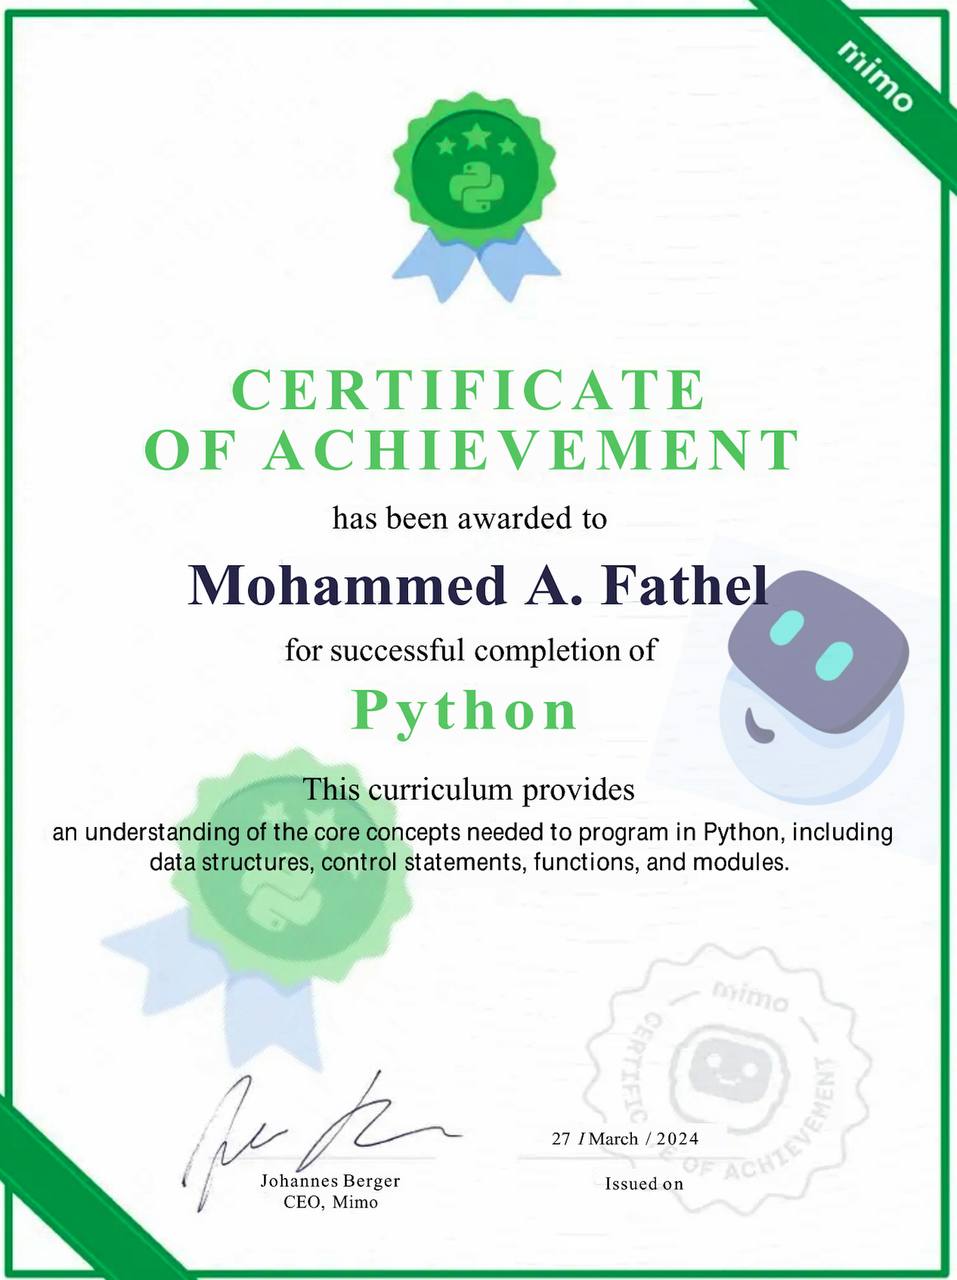 mimo
CERTIFICATE
OF ACHIEVEMENT
has been awarded to
Mohammed A. Fathel
for successful completion of
Python
This curriculum provides
an understanding of the core concepts needed to program in Python, including
data structures, control statements, functions, and modules.
mimo
CERTIFIC
E OF ACHIEVEMENT
27 / March / 2024
Johannes Berger
CEO, Mimo
Issued on